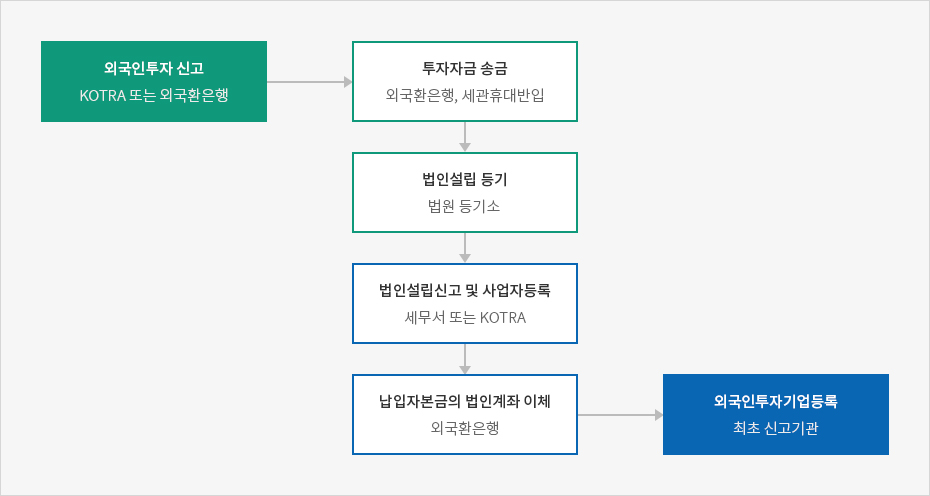 외국인투자 신고
KOTRA 또는 외국환은행
투자자금 송금
외국환은행, 세관휴대반입
법인설립 등기
법원 등기소
법인설립신고 및 사업자등록
세무서 또는 KOTRA
납입자본금의 법인계좌 이체
외국환은행
외국인투자기업등록
최초 신고기관